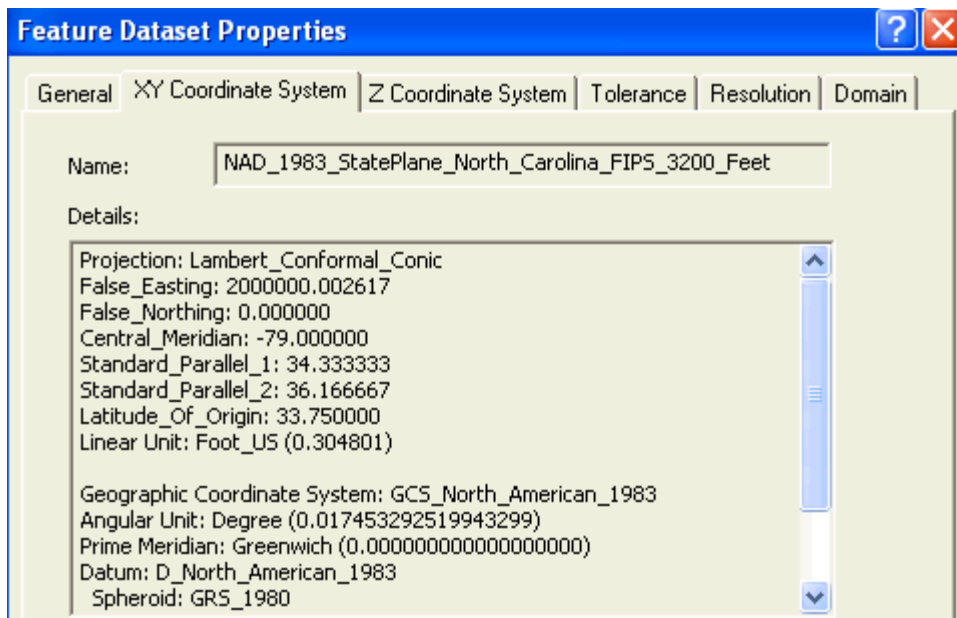 Feature Dataset Properties
General XY Coordinate System Z Coordinate System Tolerance Resolution Domain
Name: NAD_1983_StatePlane_North_Carolina_FIPS_3200_Feet
Details:
Projection: Lambert_Conformal_Conic
False_Easting: 2000000.002617
False_Northing: 0.000000
Central_Meridian: -79.000000
Standard_Parallel_1: 34.333333
Standard_Parallel_2: 36.166667
Latitude_Of_Origin: 33.750000
Linear Unit: Foot_US (0.304801)
Geographic Coordinate System: GCS_North_American_1983
Angular Unit: Degree (0.017453292519943299)
Prime Meridian: Greenwich (0.000000000000000000)
Datum: D_North_American_1983
Spheroid: GRS_1980